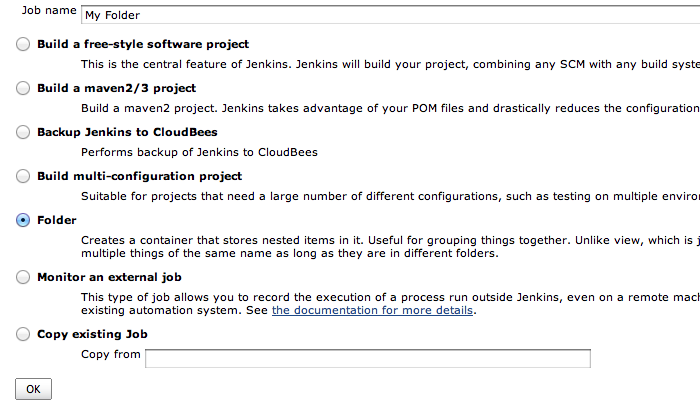 Job name My Folder
Build a free-style software project
This is the central feature of Jenkins. Jenkins will build your project, combining any SCM with any build
Build a maven2/3 project
Build a maven2 project. Jenkins takes advantage of your POM files and drastically reduces the configuration
Backup Jenkins to CloudBees
Performs backup of Jenkins to CloudBees
Build multi-configuration project
Suitable for projects that need a large number of different configurations, such as testing on multiple
Folder
Creates a container that stores nested items in it. Useful for grouping things together. Unlike view, which is
multiple things of the same name as long as they are in different folders.
Monitor an external job
This type of job allows you to record the execution of a process run outside Jenkins, even on a remote
existing automation system. See the documentation for more details.
Copy existing Job
Copy from
OK